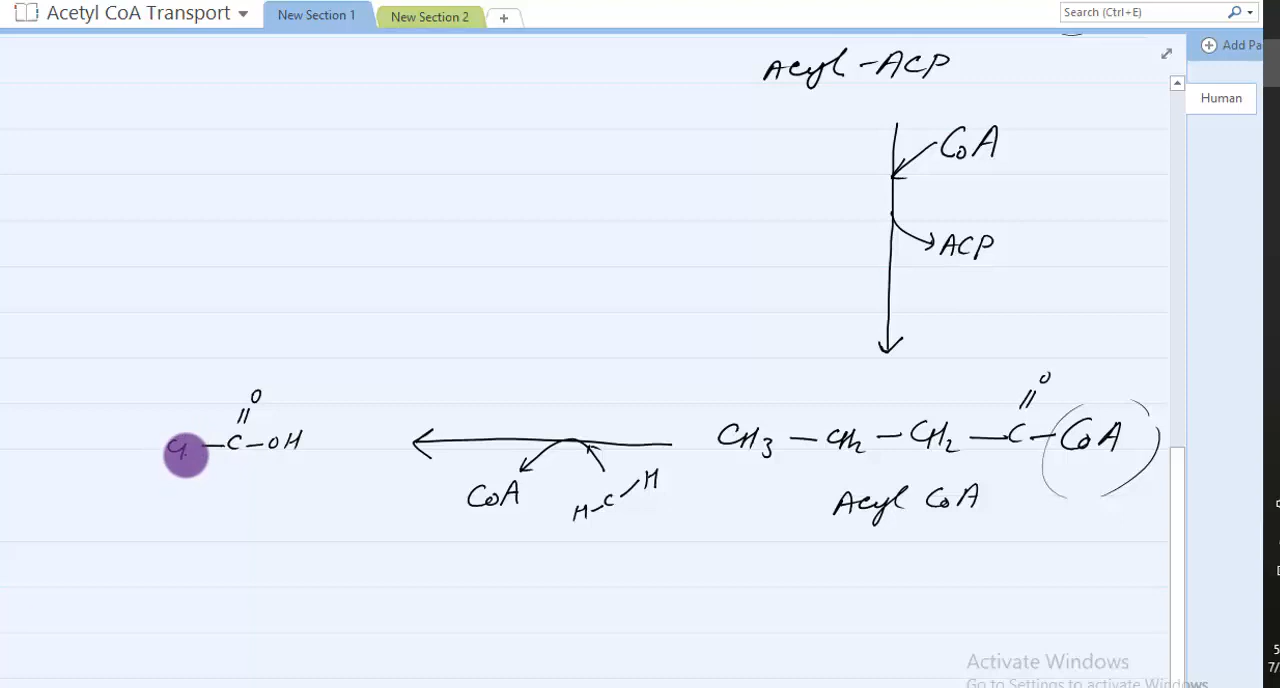 Acetyl CoA Transport
New Section 1
New Section 2
+
Search (Ctrl+E)
Add Pa
Human
Acyl-ACP
CoA
ACP
O
O
C-OH
CH3-CH2-CH2-C-CoA
CoA
H-C-H
Acyl CoA
Activate Windows
Go to Settings to activate Windows